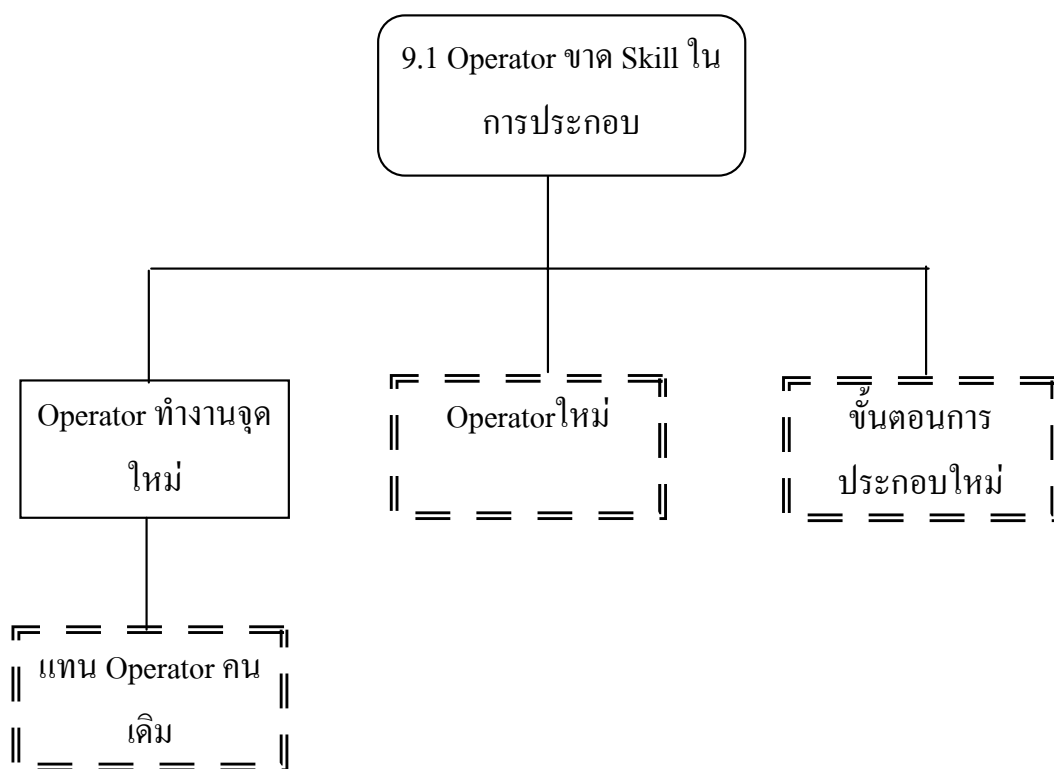 9.1 Operator ขาด Skill ใน
การประกอบ
Operator ทำงานจุด
ใหม่
Operatorใหม่
ขั้นตอนการ
ประกอบใหม่
แทน Operator คน
เดิม